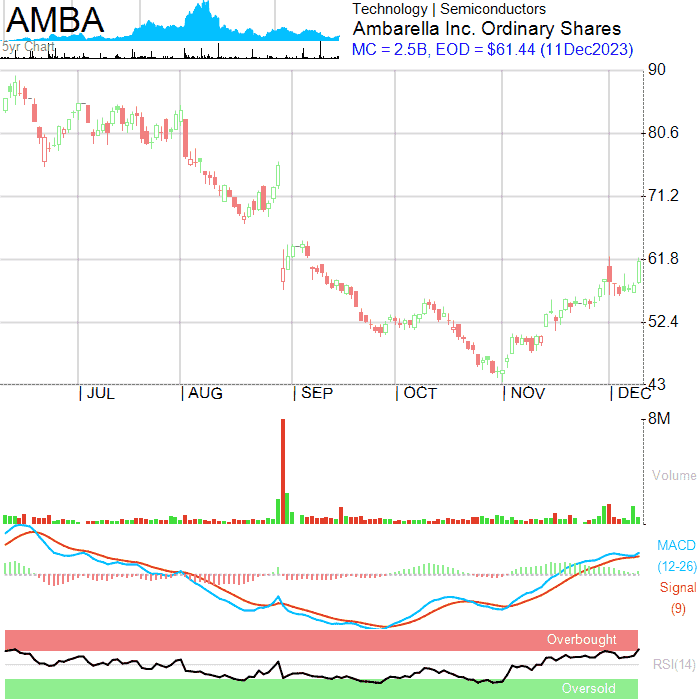 AMBA
5yr Chart
Technology | Semiconductors
Ambarella Inc. Ordinary Shares
MC = 2.5B, EOD = $61.44 (11Dec2023)
90
80.6
71.2
61.8
52.4
43
| JUL | AUG | SEP | OCT | NOV | DEC
8M
Volume
MACD
(12-26)
Signal
(9)
Overbought
RSI(14)
Oversold